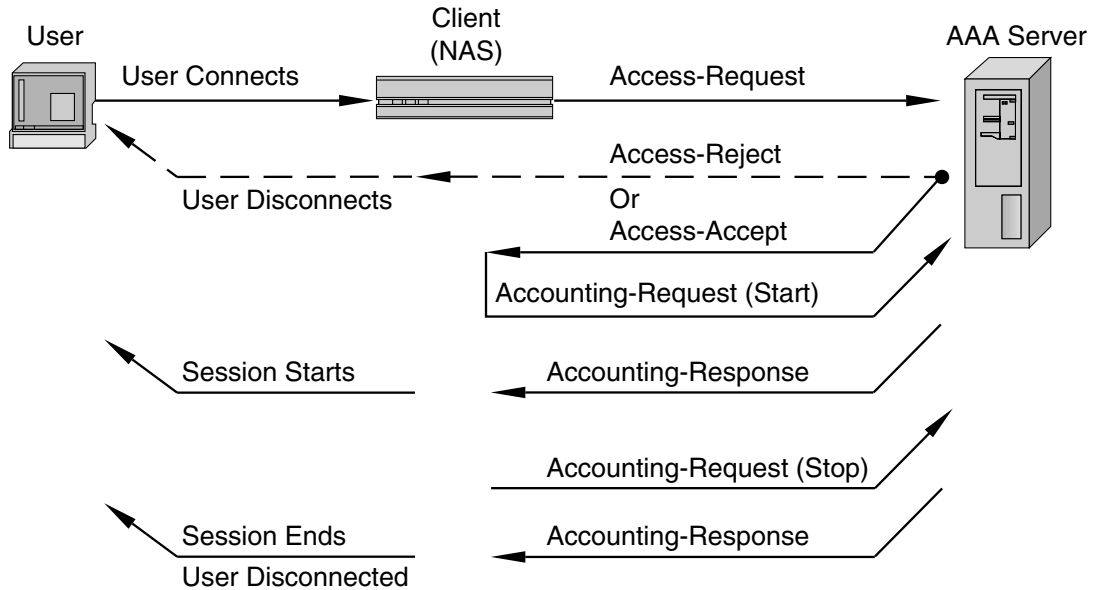 User
Client
(NAS)
AAA Server
User Connects
Access-Request
Access-Reject
User Disconnects
Or
Access-Accept
Accounting-Request (Start)
Session Starts
Accounting-Response
Accounting-Request (Stop)
Session Ends
Accounting-Response
User Disconnected